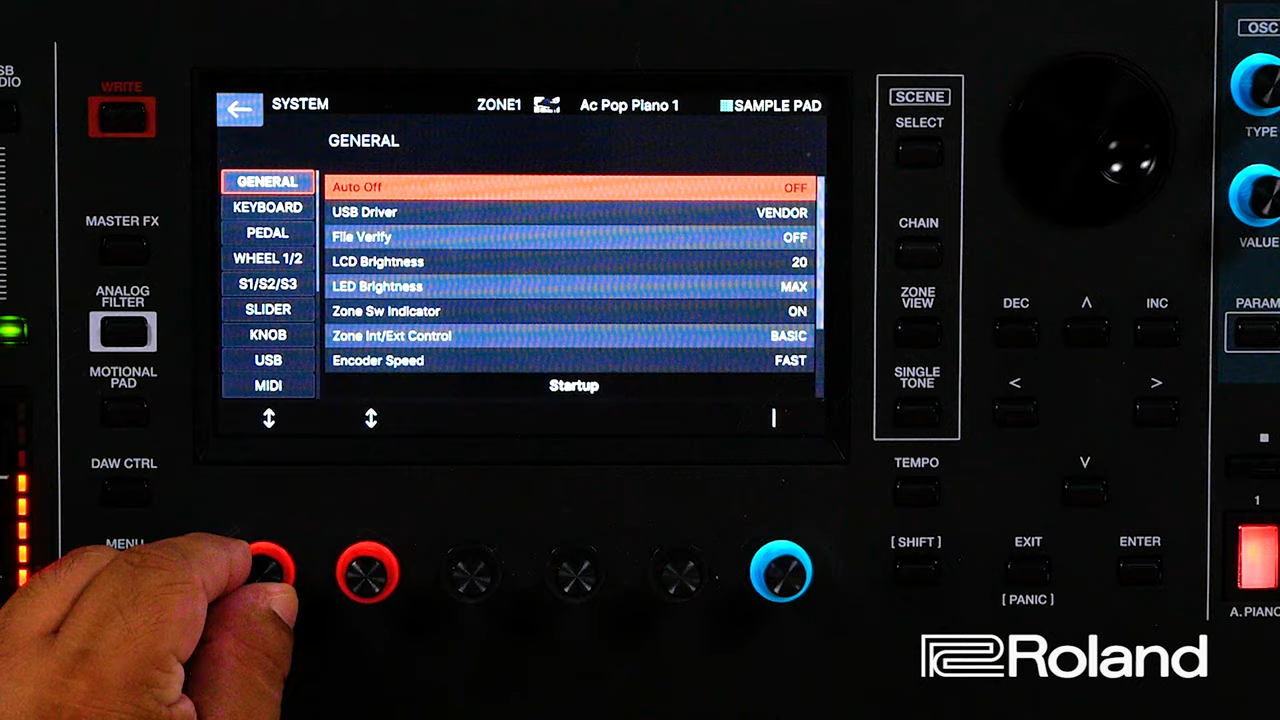 WRITE
MASTER FX
ANALOG
FILTER
MOTIONAL
PAD
DAW CTRL
MENU
SYSTEM
ZONE1
Ac Pop Piano 1
SAMPLE PAD
GENERAL
GENERAL
KEYBOARD
PEDAL
WHEEL 1/2
S1/S2/S3
SLIDER
KNOB
USB
MIDI
Auto Off OFF
USB Driver VENDOR
File Verify OFF
LCD Brightness 20
LED Brightness MAX
Zone Sw Indicator ON
Zone Int/Ext Control BASIC
Encoder Speed FAST
Startup
SCENE
SELECT
CHAIN
ZONE
VIEW
SINGLE
TONE
TEMPO
[ SHIFT ]
DEC
INC
EXIT
[ PANIC ]
ENTER
OSC
TYPE
VALUE
PARAM
1
A. PIANO
Roland